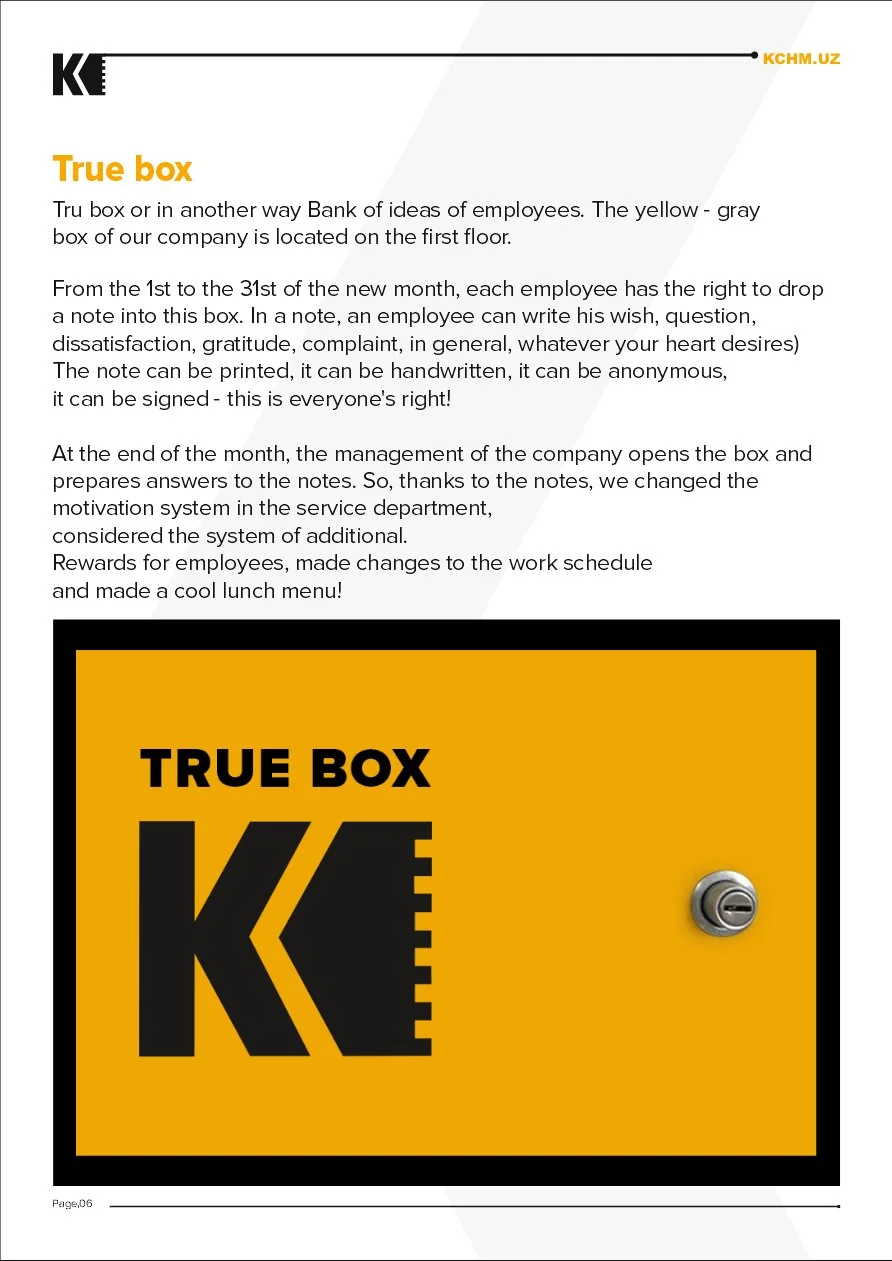 KCHM.UZ
True box
Tru box or in another way Bank of ideas of employees. The yellow - gray
box of our company is located on the first floor.
From the 1st to the 31st of the new month, each employee has the right to drop
a note into this box. In a note, an employee can write his wish, question,
dissatisfaction, gratitude, complaint, in general, whatever your heart desires)
The note can be printed, it can be handwritten, it can be anonymous,
it can be signed - this is everyone's right!
At the end of the month, the management of the company opens the box and
prepares answers to the notes. So, thanks to the notes, we changed the
motivation system in the service department,
considered the system of additional.
Rewards for employees, made changes to the work schedule
and made a cool lunch menu!
TRUE BOX
Page/06